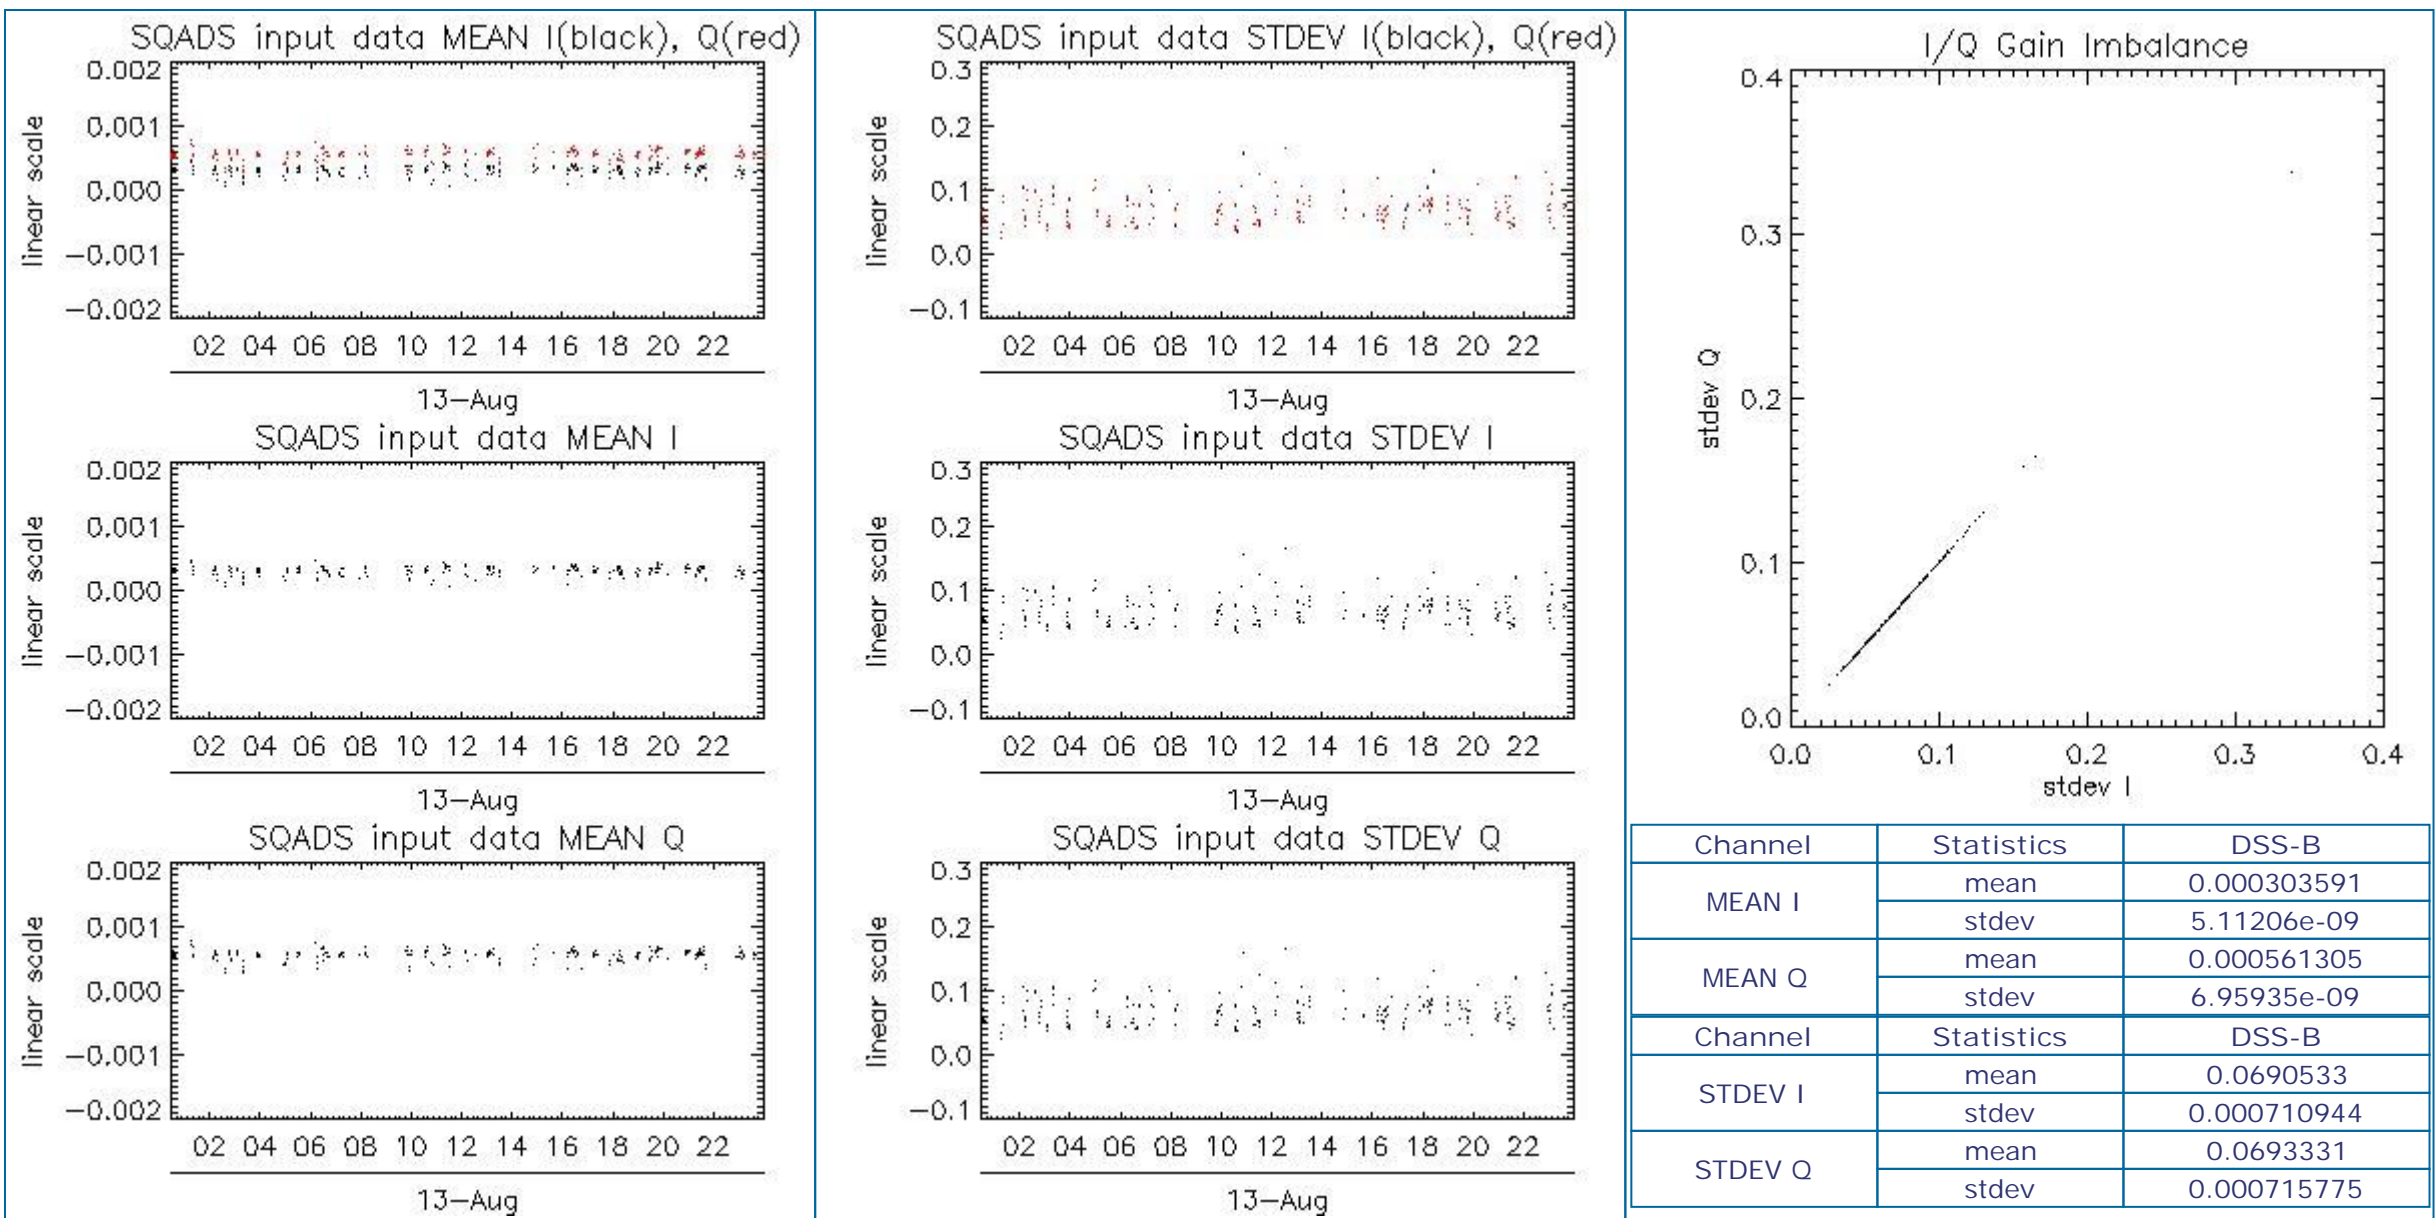 SQADS input data MEAN I(black), Q(red)
0.002
0.001
0.000
-0.001
-0.002
linear scale
02 04 06 08 10 12 14 16 18 20 22
13-Aug
SQADS input data MEAN I
0.002
0.001
0.000
-0.001
-0.002
linear scale
02 04 06 08 10 12 14 16 18 20 22
13-Aug
SQADS input data MEAN Q
0.002
0.001
0.000
-0.001
-0.002
linear scale
02 04 06 08 10 12 14 16 18 20 22
13-Aug
SQADS input data STDEV I(black), Q(red)
0.3
0.2
0.1
0.0
-0.1
linear scale
02 04 06 08 10 12 14 16 18 20 22
13-Aug
SQADS input data STDEV I
0.3
0.2
0.1
0.0
-0.1
linear scale
02 04 06 08 10 12 14 16 18 20 22
13-Aug
SQADS input data STDEV Q
0.3
0.2
0.1
0.0
-0.1
linear scale
02 04 06 08 10 12 14 16 18 20 22
13-Aug
I/Q Gain Imbalance
0.4
0.3
0.2
0.1
0.0
stdev Q
0.0 0.1 0.2 0.3 0.4
stdev I
Channel Statistics DSS-B
MEAN I mean 0.000303591
stdev 5.11206e-09
MEAN Q mean 0.000561305
stdev 6.95935e-09
Channel Statistics DSS-B
STDEV I mean 0.0690533
stdev 0.000710944
STDEV Q mean 0.0693331
stdev 0.000715775